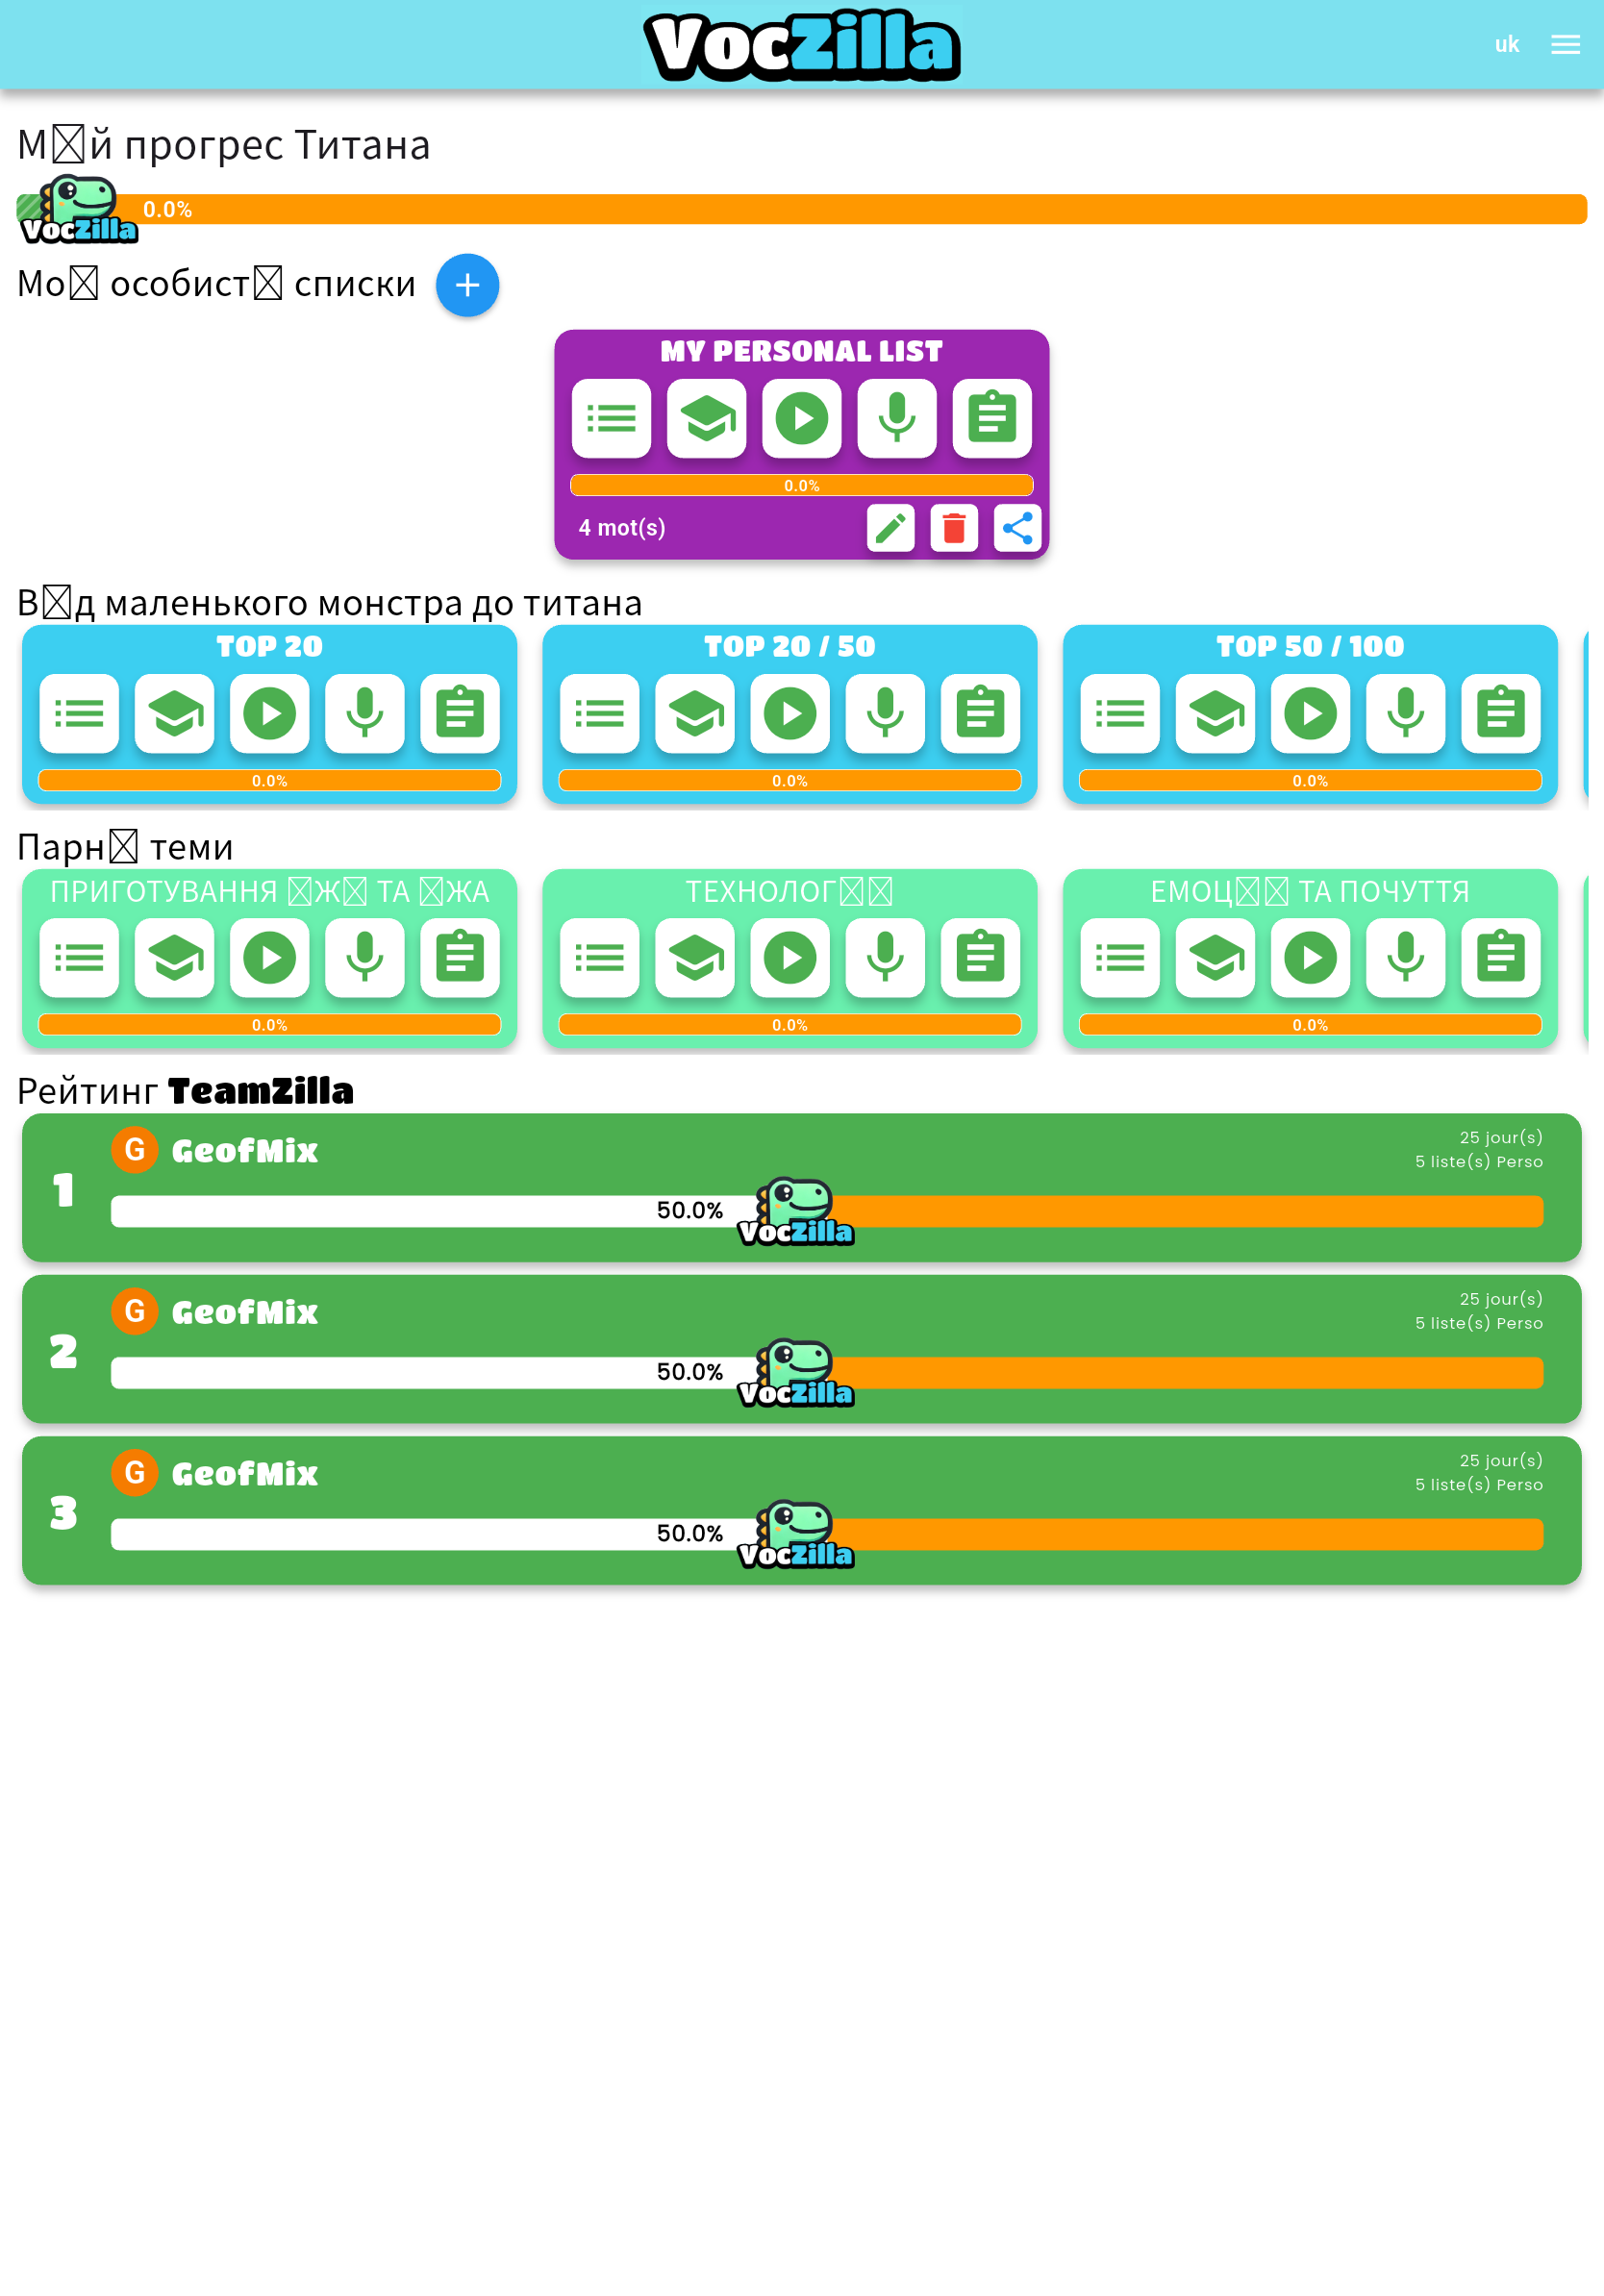 VocZilla
uk
М☒й прогрес Титана
VocZilla
0.0%
Мо☒ особист☒ списки
MY PERSONAL LIST
0.0%
4 mot(s)
В☒д маленького монстра до титана
TOP 20
TOP 20 / 50
TOP 50 / 100
0.0%
0.0%
0.0%
Парн☒ теми
ПРИГОТУВАННЯ ☒Ж☒ ТА ☒ЖА
ТЕХНОЛОГ☒☒
ЕМОЦ☒☒ ТА ПОЧУТТЯ
0.0%
0.0%
0.0%
Рейтинг TeamZilla
1
G GeofMix
25 jour(s)
5 liste(s) Perso
50.0%
VocZilla
2
G GeofMix
25 jour(s)
5 liste(s) Perso
50.0%
VocZilla
3
G GeofMix
25 jour(s)
5 liste(s) Perso
50.0%
VocZilla